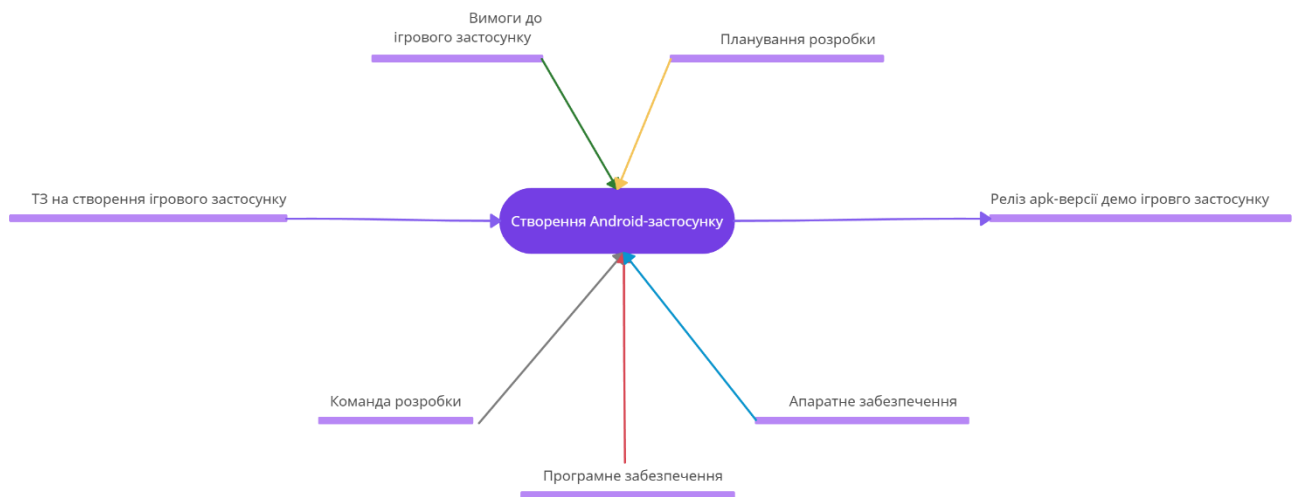 Вимоги до
ігрового застосунку
Планування розробки
ТЗ на створення ігрового застосунку
Створення Android-застосунку
Реліз apk-версії демо ігрвго застосунку
Команда розробки
Апаратне забезпечення
Програмне забезпечення